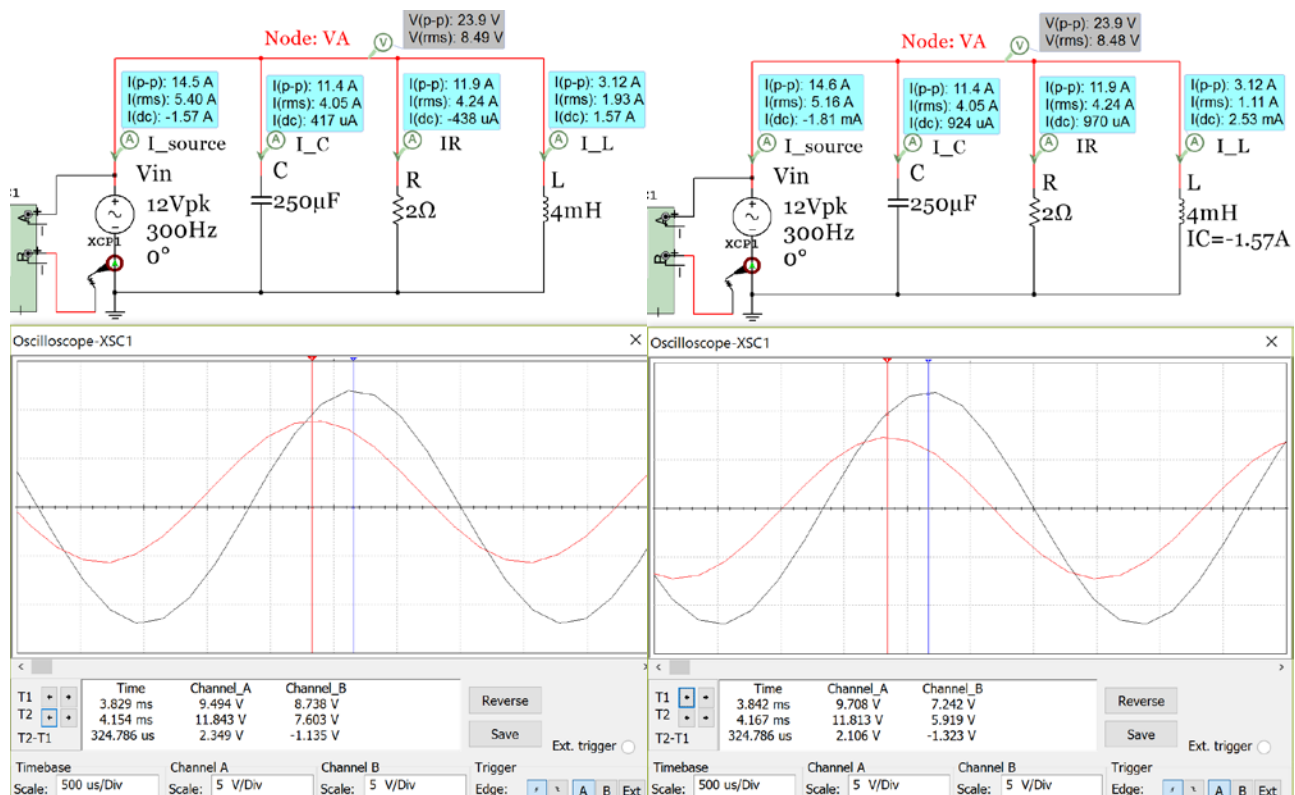 V(p-p): 23.9 V
V(rms): 8.49 V
Node: VA
V
I(p-p): 14.5 A
I(rms): 5.40 A
I(dc): -1.57 A
I(p-p): 11.4 A
I(rms): 4.05 A
I(dc): 417 uA
I(p-p): 11.9 A
I(rms): 4.24 A
I(dc): -438 uA
I(p-p): 3.12 A
I(rms): 1.93 A
I(dc): 1.57 A
A I_source
A I_C
A IR
A I_L
Vin
12Vpk
300Hz
0°
XCP1
C
250µF
R
2Ω
L
4mH
C1
A
B
V(p-p): 23.9 V
V(rms): 8.48 V
Node: VA
V
I(p-p): 14.6 A
I(rms): 5.16 A
I(dc): -1.81 mA
I(p-p): 11.4 A
I(rms): 4.05 A
I(dc): 924 uA
I(p-p): 11.9 A
I(rms): 4.24 A
I(dc): 970 uA
I(p-p): 3.12 A
I(rms): 1.11 A
I(dc): 2.53 mA
A I_source
A I_C
A IR
A I_L
Vin
12Vpk
300Hz
0°
XCP1
C
250µF
R
2Ω
L
4mH
IC=-1.57A
C1
A
B
Oscilloscope-XSC1
T1
T2
T2-T1
Time Channel_A Channel_B
3.829 ms 9.494 V 8.738 V
4.154 ms 11.843 V 7.603 V
324.786 us 2.349 V -1.135 V
Reverse
Save
Ext. trigger
Timebase Channel A Channel B Trigger
Scale: 500 us/Div Scale: 5 V/Div Scale: 5 V/Div Edge: A B Ext
Oscilloscope-XSC1
T1
T2
T2-T1
Time Channel_A Channel_B
3.842 ms 9.708 V 7.242 V
4.167 ms 11.813 V 5.919 V
324.786 us 2.106 V -1.323 V
Reverse
Save
Ext. trigger
Timebase Channel A Channel B Trigger
Scale: 500 us/Div Scale: 5 V/Div Scale: 5 V/Div Edge: A B Ext